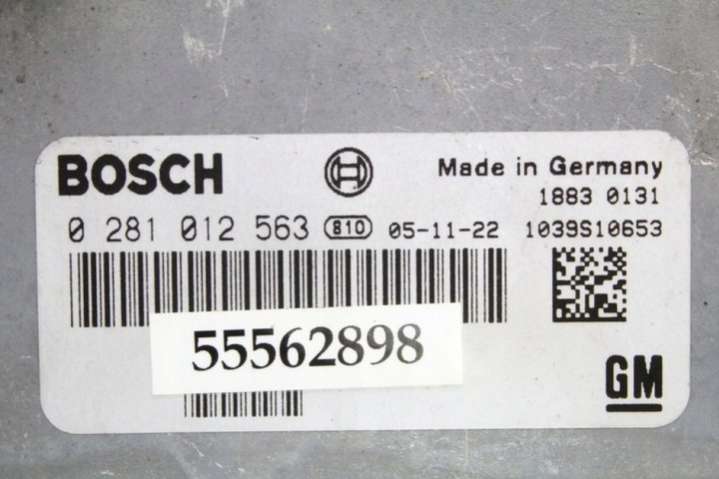 BOSCH Made in Germany
1883 0131
0 281 012 563 810 05-11-22 1039S10653
55562898
GM